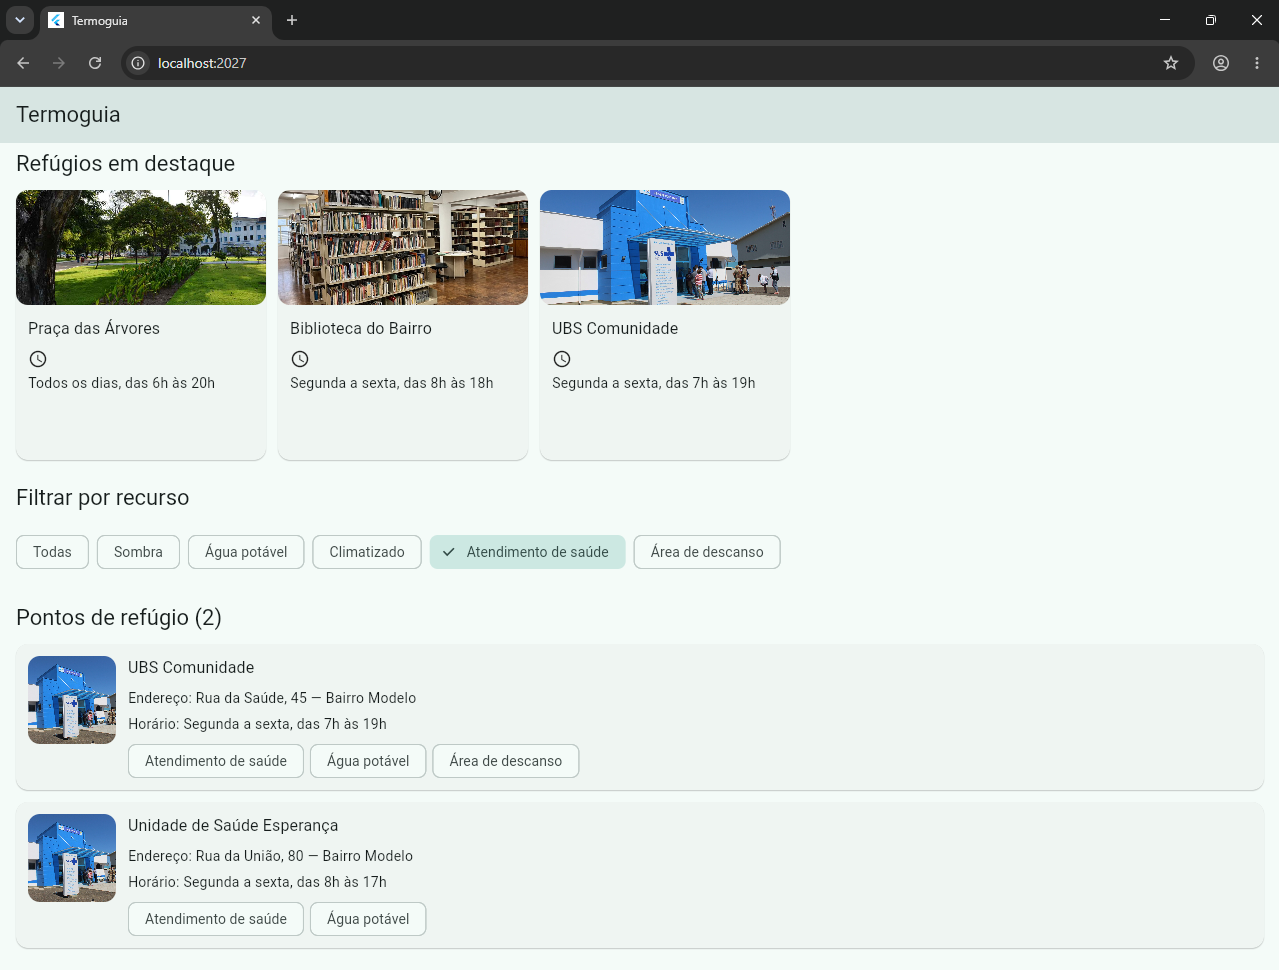 Termoguia
localhost:2027
Termoguia
Refúgios em destaque
Praça das Árvores
Todos os dias, das 6h às 20h
Biblioteca do Bairro
Segunda a sexta, das 8h às 18h
UBS Comunidade
Segunda a sexta, das 7h às 19h
Filtrar por recurso
Todas Sombra Água potável Climatizado Atendimento de saúde Área de descanso
Pontos de refúgio (2)
UBS Comunidade
Endereço: Rua da Saúde, 45 — Bairro Modelo
Horário: Segunda a sexta, das 7h às 19h
Atendimento de saúde Água potável Área de descanso
Unidade de Saúde Esperança
Endereço: Rua da União, 80 — Bairro Modelo
Horário: Segunda a sexta, das 8h às 17h
Atendimento de saúde Água potável